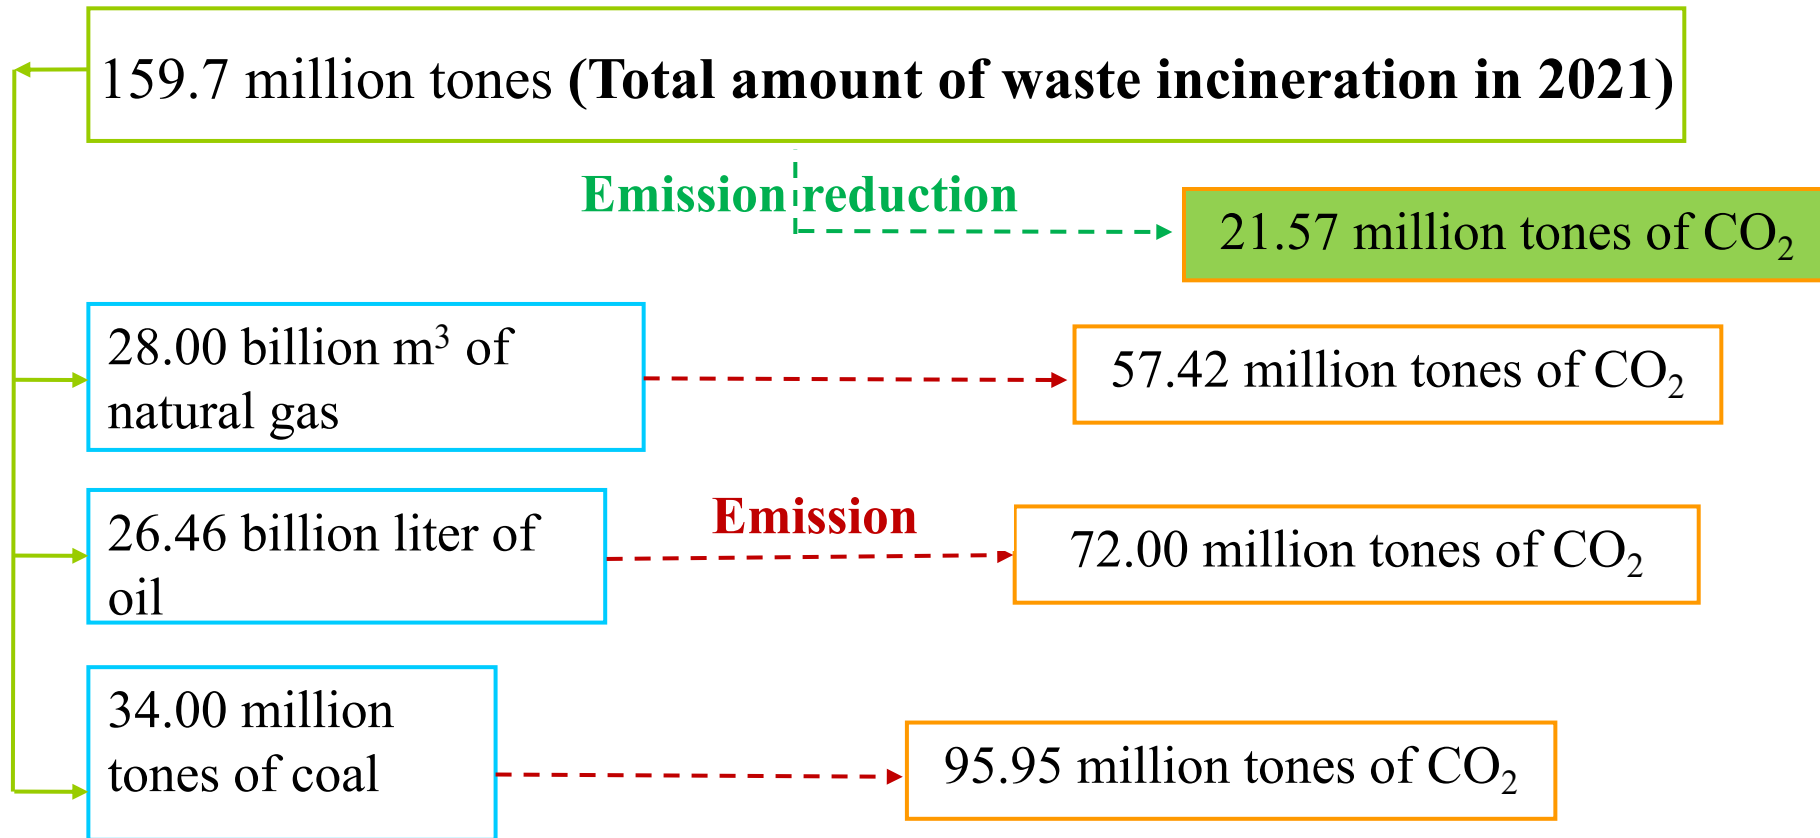 159.7 million tones (Total amount of waste incineration in 2021)
Emission reduction
21.57 million tones of CO₂
28.00 billion m³ of
natural gas
57.42 million tones of CO₂
26.46 billion liter of
oil
Emission
72.00 million tones of CO₂
34.00 million
tones of coal
95.95 million tones of CO₂